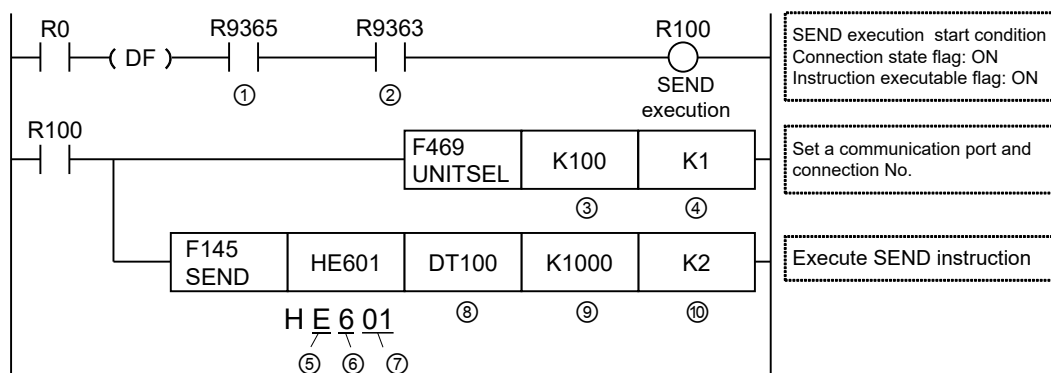 R0 R9365 R9363 R100
( DF )
① ② SEND
execution
SEND execution start condition
Connection state flag: ON
Instruction executable flag: ON
R100
F469
UNITSEL K100 K1
③ ④
Set a communication port and
connection No.
F145
SEND HE601 DT100 K1000 K2
Execute SEND instruction
H E 6 01 ⑧ ⑨ ⑩
⑤ ⑥ ⑦